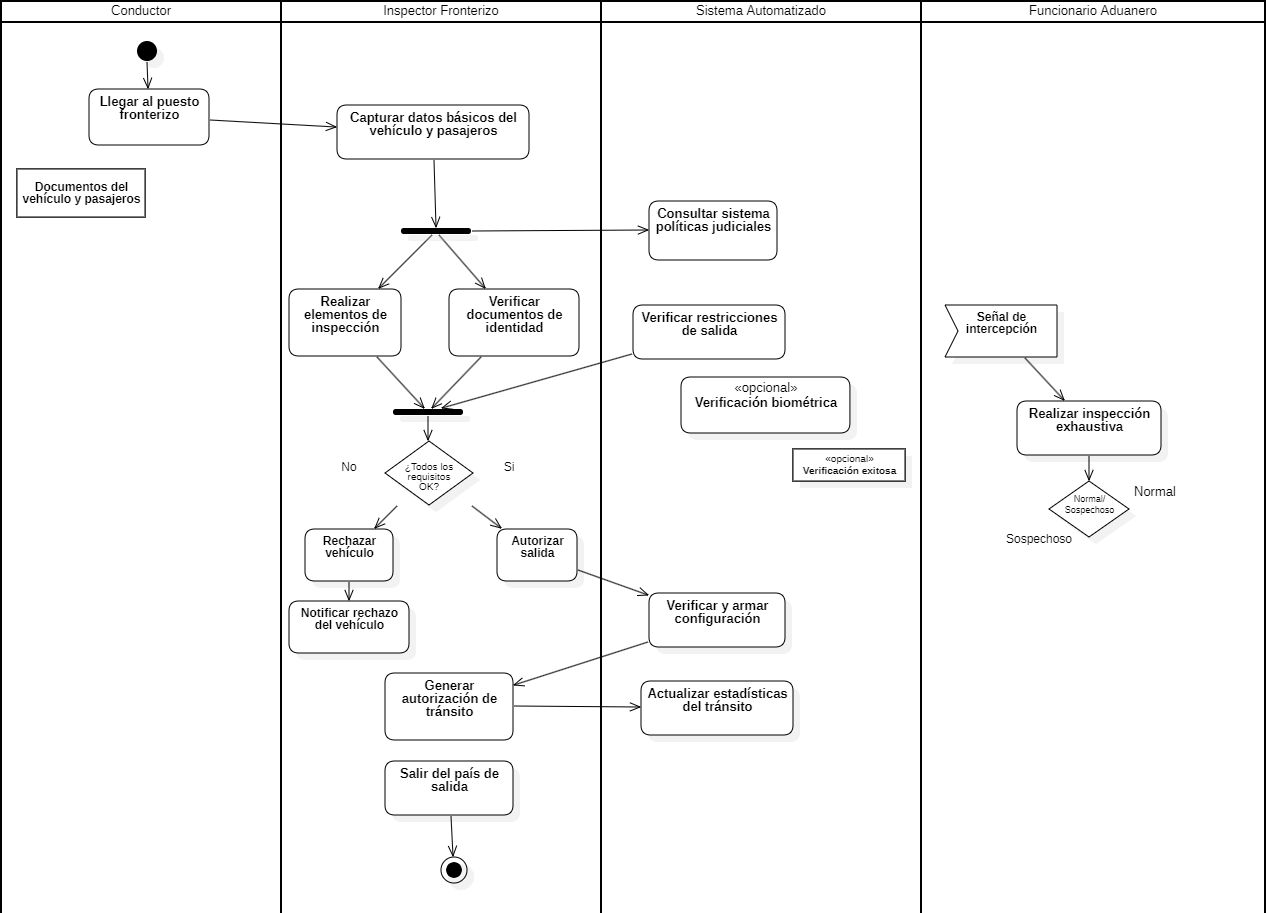 Conductor
Inspector Fronterizo
Sistema Automatizado
Funcionario Aduanero
Llegar al puesto
fronterizo
Capturar datos básicos del
vehículo y pasajeros
Documentos del
vehículo y pasajeros
Consultar sistema
políticas judiciales
Realizar
elementos de
inspección
Verificar
documentos de
identidad
Verificar restricciones
de salida
Señal de
intercepción
«opcional»
Verificación biométrica
Realizar inspección
exhaustiva
«opcional»
Verificación exitosa
No
¿Todos los
requisitos
OK?
Si
Normal/
Sospechoso
Normal
Sospechoso
Rechazar
vehículo
Autorizar
salida
Notificar rechazo
del vehículo
Verificar y armar
configuración
Generar
autorización de
tránsito
Actualizar estadísticas
del tránsito
Salir del país de
salida